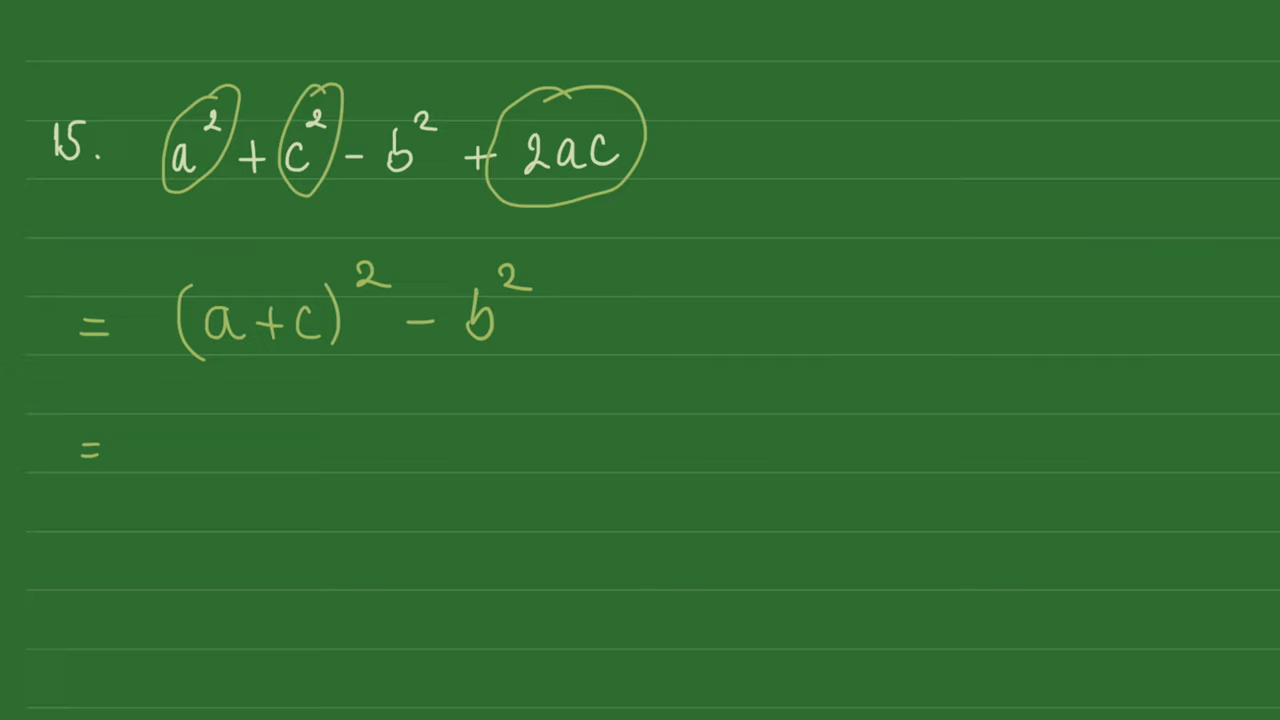 15. a² + c² - b² + 2ac
= (a+c)² - b²
=